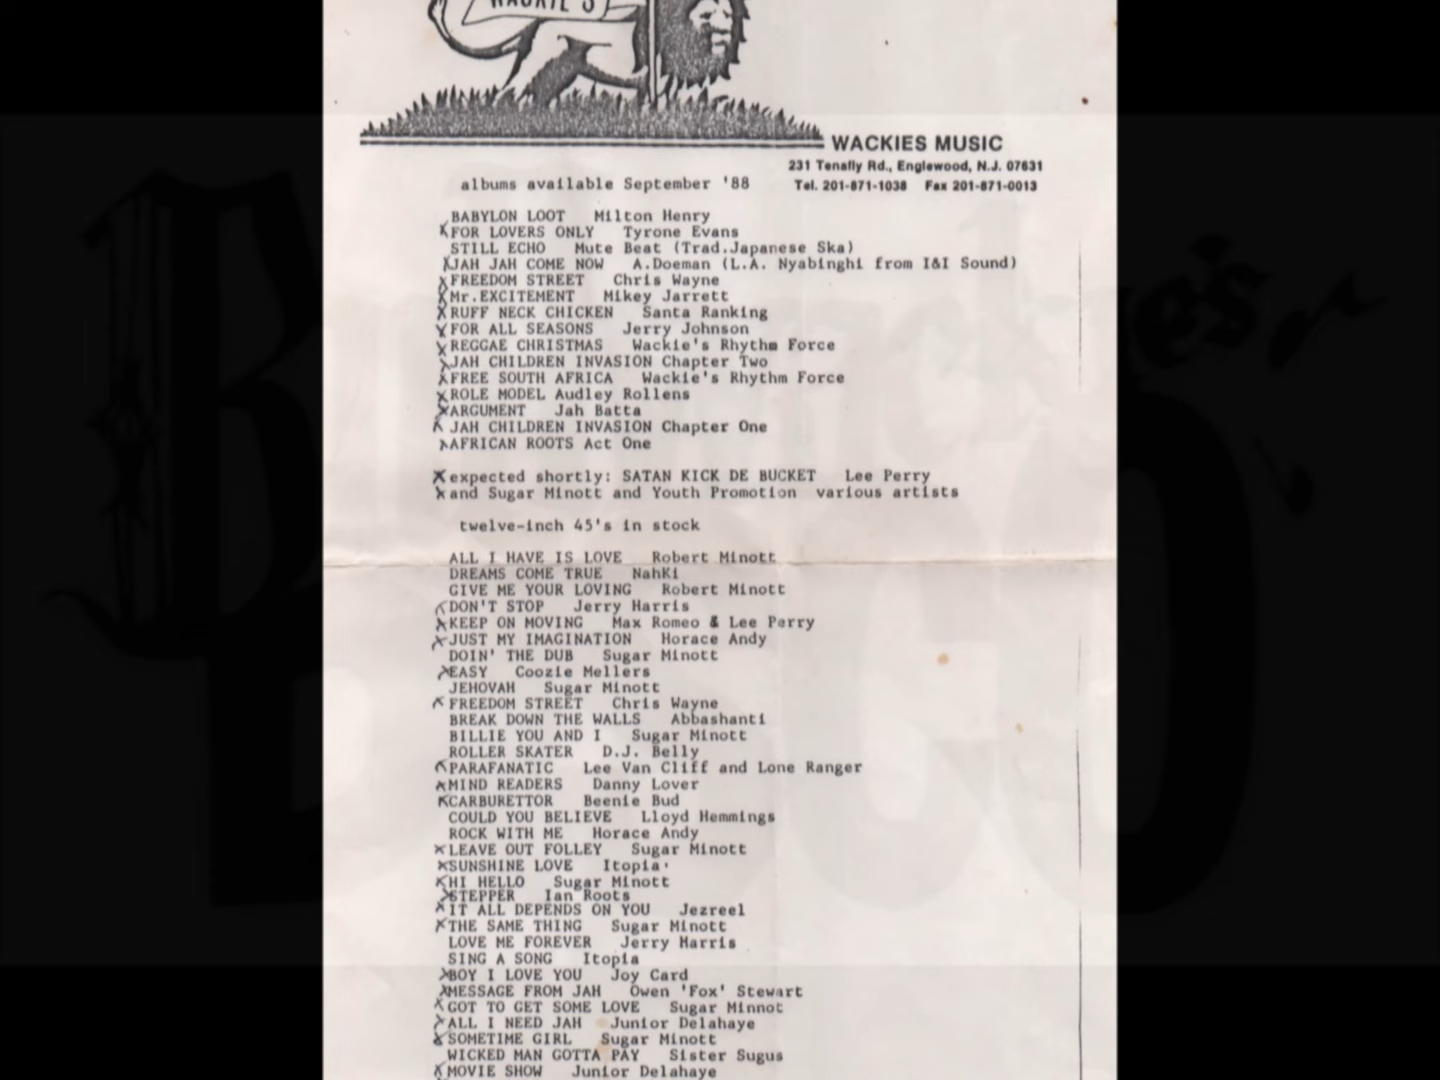 WACKIE'S
WACKIES MUSIC
231 Tenafly Rd., Englewood, N.J. 07631
albums available September '88 Tel. 201-871-1038 Fax 201-871-0013
BABYLON LOOT Milton Henry
FOR LOVERS ONLY Tyrone Evans
STILL ECHO Mute Beat (Trad.Japanese Ska)
JAH JAH COME NOW A.Doeman (L.A. Nyabinghi from I&I Sound)
FREEDOM STREET Chris Wayne
Mr.EXCITEMENT Mikey Jarrett
RUFF NECK CHICKEN Santa Ranking
FOR ALL SEASONS Jerry Johnson
REGGAE CHRISTMAS Wackie's Rhythm Force
JAH CHILDREN INVASION Chapter Two
FREE SOUTH AFRICA Wackie's Rhythm Force
ROLE MODEL Audley Rollens
ARGUMENT Jah Batta
JAH CHILDREN INVASION Chapter One
AFRICAN ROOTS Act One
expected shortly: SATAN KICK DE BUCKET Lee Perry
and Sugar Minott and Youth Promotion various artists
twelve-inch 45's in stock
ALL I HAVE IS LOVE Robert Minott
DREAMS COME TRUE NahKi
GIVE ME YOUR LOVING Robert Minott
DON'T STOP Jerry Harris
KEEP ON MOVING Max Romeo & Lee Perry
JUST MY IMAGINATION Horace Andy
DOIN' THE DUB Sugar Minott
EASY Coozie Mellers
JEHOVAH Sugar Minott
FREEDOM STREET Chris Wayne
BREAK DOWN THE WALLS Abbashanti
BILLIE YOU AND I Sugar Minott
ROLLER SKATER D.J. Belly
PARAFANATIC Lee Van Cliff and Lone Ranger
MIND READERS Danny Lover
CARBURETTOR Beenie Bud
COULD YOU BELIEVE Lloyd Hemmings
ROCK WITH ME Horace Andy
LEAVE OUT FOLLEY Sugar Minott
SUNSHINE LOVE Itopia
HI HELLO Sugar Minott
STEPPER Ian Roots
IT ALL DEPENDS ON YOU Jezreel
THE SAME THING Sugar Minott
LOVE ME FOREVER Jerry Harris
SING A SONG Itopia
BOY I LOVE YOU Joy Card
MESSAGE FROM JAH Owen 'Fox' Stewart
GOT TO GET SOME LOVE Sugar Minnot
ALL I NEED JAH Junior Delahaye
SOMETIME GIRL Sugar Minott
WICKED MAN GOTTA PAY Sister Sugus
MOVIE SHOW Junior Delahaye